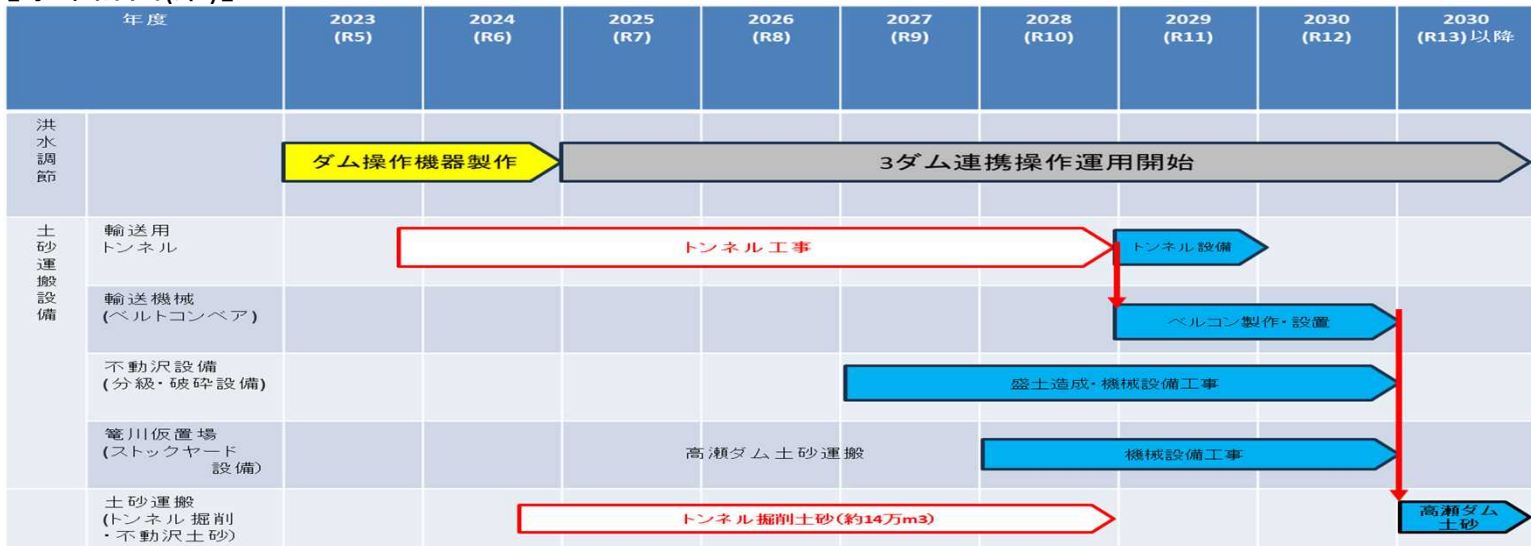 年度
2023
(R5)
2024
(R6)
2025
(R7)
2026
(R8)
2027
(R9)
2028
(R10)
2029
(R11)
2030
(R12)
2030
(R13)以降
洪水調節
ダム操作機器製作
3ダム連携操作運用開始
土砂運搬設備
輸送用
トンネル
トンネル工事
トンネル設備
輸送機械
(ベルトコンベア)
ベルコン製作・設置
不動沢設備
(分級・破砕設備)
盛土造成・機械設備工事
篭川仮置場
(ストックヤード
設備)
高瀬ダム土砂運搬
機械設備工事
土砂運搬
(トンネル掘削
・不動沢土砂)
トンネル掘削土砂(約14万m3)
高瀬ダム
土砂